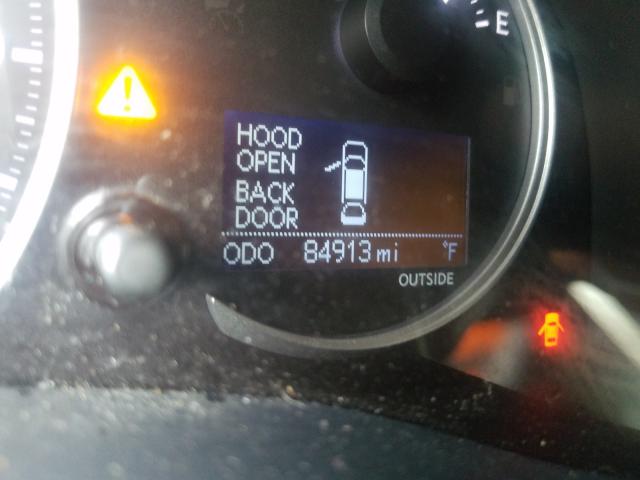 E
HOOD
OPEN
BACK
DOOR
ODO 84913 mi °F
OUTSIDE